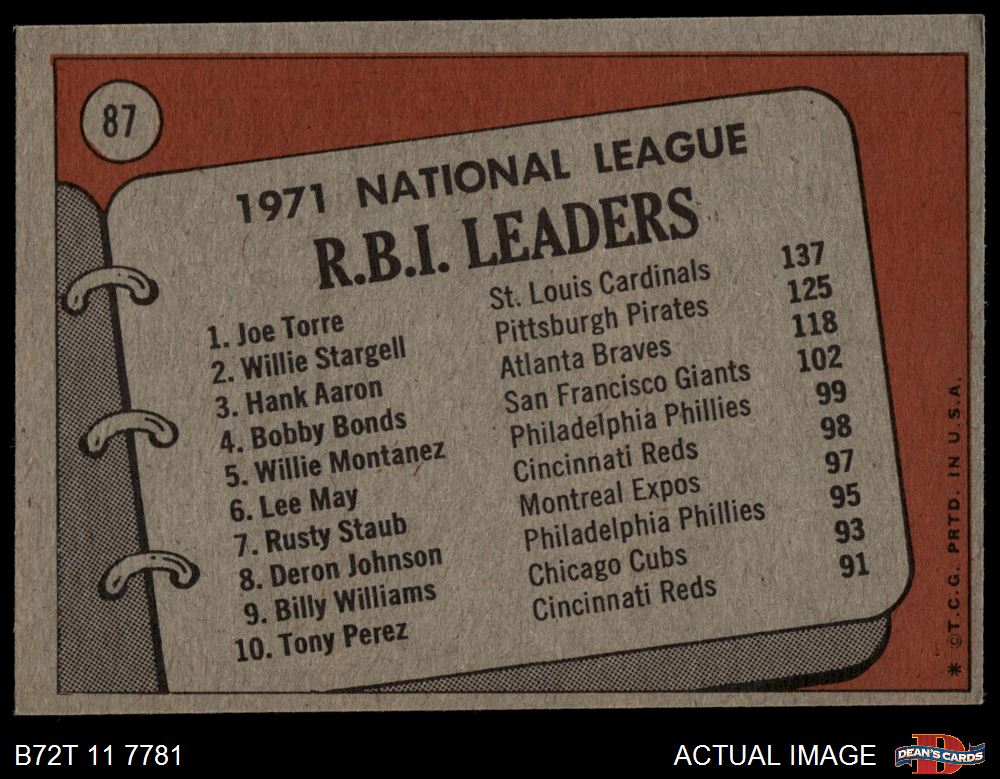 87
1971 NATIONAL LEAGUE
R.B.I. LEADERS
1. Joe Torre St. Louis Cardinals 137
2. Willie Stargell Pittsburgh Pirates 125
3. Hank Aaron Atlanta Braves 118
4. Bobby Bonds San Francisco Giants 102
5. Willie Montanez Philadelphia Phillies 99
6. Lee May Cincinnati Reds 98
7. Rusty Staub Montreal Expos 97
8. Deron Johnson Philadelphia Phillies 95
9. Billy Williams Chicago Cubs 93
10. Tony Perez Cincinnati Reds 91
* ©T.C.G. PRTD. IN U.S.A.
B72T 11 7781
ACTUAL IMAGE
D
DEAN'S CARDS